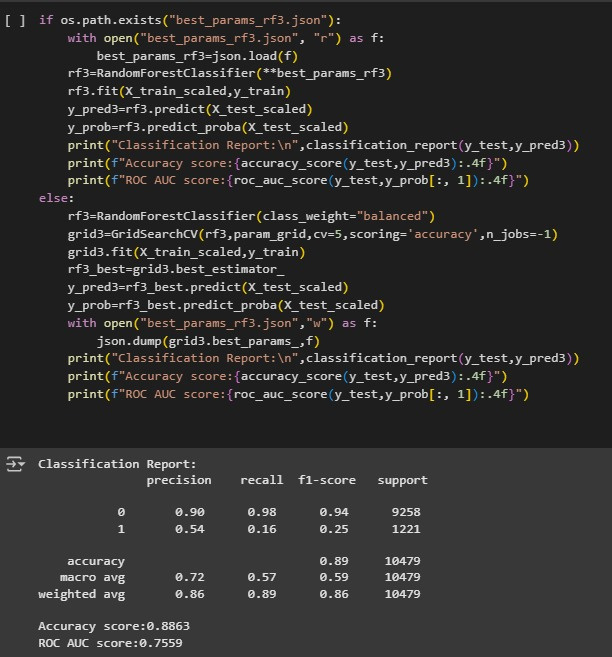 [ ] if os.path.exists("best_params_rf3.json"):
    with open("best_params_rf3.json", "r") as f:
        best_params_rf3=json.load(f)
    rf3=RandomForestClassifier(**best_params_rf3)
    rf3.fit(X_train_scaled,y_train)
    y_pred3=rf3.predict(X_test_scaled)
    y_prob=rf3.predict_proba(X_test_scaled)
    print("Classification Report:\n",classification_report(y_test,y_pred3))
    print(f"Accuracy score:{accuracy_score(y_test,y_pred3):.4f}")
    print(f"ROC AUC score:{roc_auc_score(y_test,y_prob[:, 1]):.4f}")
else:
    rf3=RandomForestClassifier(class_weight="balanced")
    grid3=GridSearchCV(rf3,param_grid,cv=5,scoring='accuracy',n_jobs=-1)
    grid3.fit(X_train_scaled,y_train)
    rf3_best=grid3.best_estimator_
    y_pred3=rf3_best.predict(X_test_scaled)
    y_prob=rf3_best.predict_proba(X_test_scaled)
    with open("best_params_rf3.json","w") as f:
        json.dump(grid3.best_params_,f)
    print("Classification Report:\n",classification_report(y_test,y_pred3))
    print(f"Accuracy score:{accuracy_score(y_test,y_pred3):.4f}")
    print(f"ROC AUC score:{roc_auc_score(y_test,y_prob[:, 1]):.4f}")
Classification Report:
              precision    recall  f1-score   support
           0       0.90      0.98      0.94      9258
           1       0.54      0.16      0.25      1221
    accuracy                           0.89     10479
   macro avg       0.72      0.57      0.59     10479
weighted avg       0.86      0.89      0.86     10479
Accuracy score:0.8863
ROC AUC score:0.7559